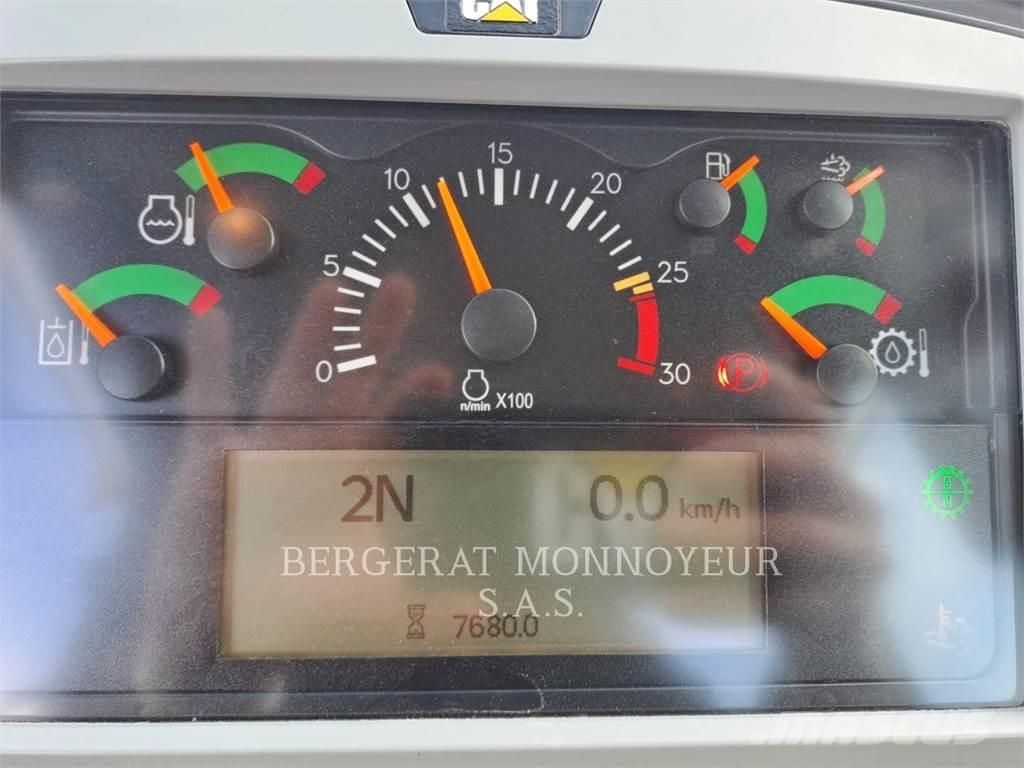 CAT
15
10
20
5
25
0
30
n/min X100
P
2N
0.0 km/h
BERGERAT MONNOYEUR
S.A.S.
7680.0
N